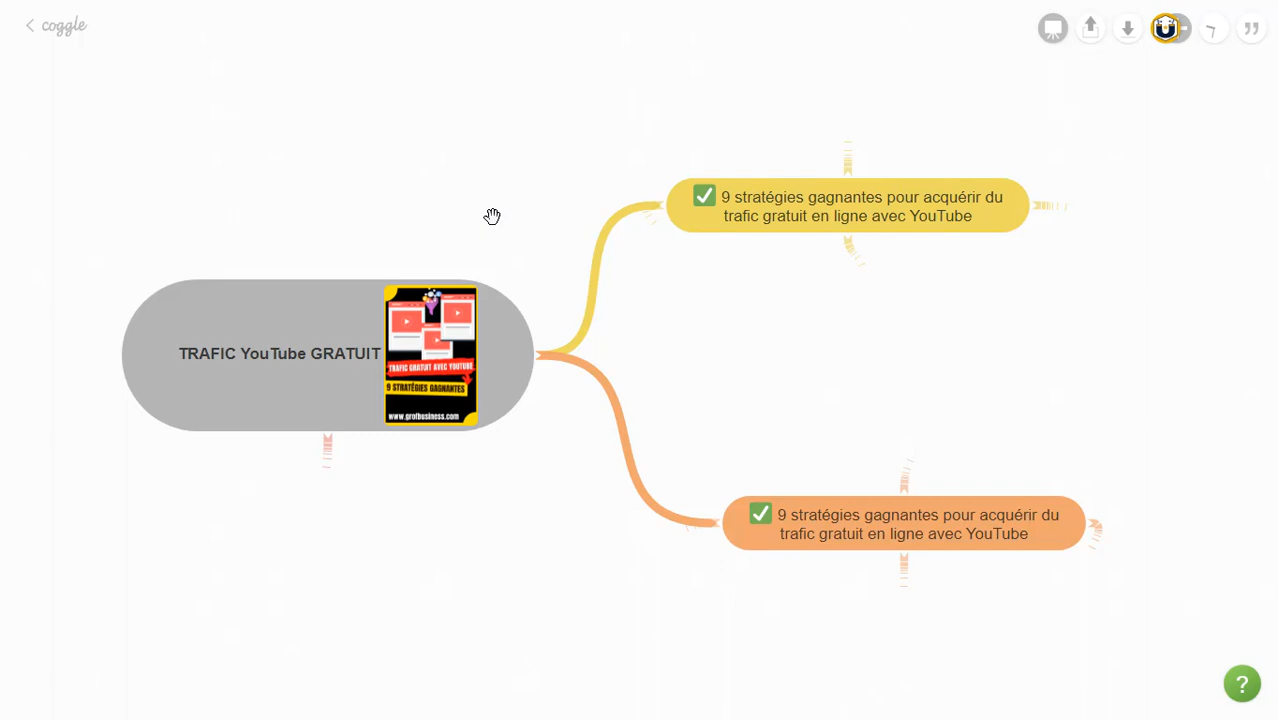 coggle
✅ 9 stratégies gagnantes pour acquérir du
trafic gratuit en ligne avec YouTube
TRAFIC YouTube GRATUIT
TRAFIC GRATUIT AVEC YOUTUBE
9 STRATÉGIES GAGNANTES
www.grofbusiness.com
✅ 9 stratégies gagnantes pour acquérir du
trafic gratuit en ligne avec YouTube
?